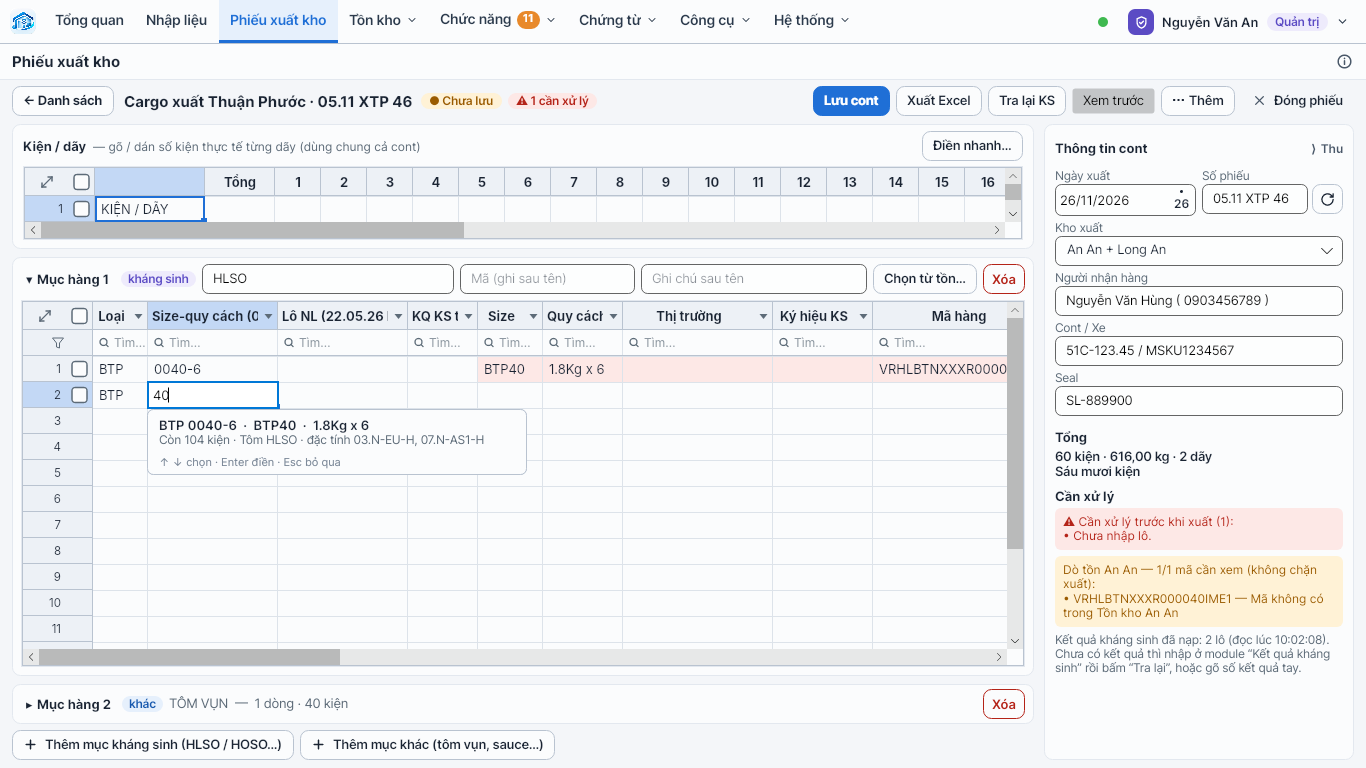 Tổng quan Nhập liệu Phiếu xuất kho Tồn kho Chức năng 11 Chứng từ Công cụ Hệ thống Nguyễn Văn An Quản trị
Phiếu xuất kho
← Danh sách Cargo xuất Thuận Phước · 05.11 XTP 46 Chưa lưu 1 cần xử lý Lưu cont Xuất Excel Tra lại KS Xem trước ··· Thêm × Đóng phiếu
Kiện / dãy — gõ / dán số kiện thực tế từng dãy (dùng chung cả cont) Điền nhanh...
Tổng 1 2 3 4 5 6 7 8 9 10 11 12 13 14 15 16
1 KIỆN / DÃY
Mục hàng 1 kháng sinh HLSO Mã (ghi sau tên) Ghi chú sau tên Chọn từ tồn... Xóa
Loại Size-quy cách (0 Lô NL (22.05.26 KQ KS t Size Quy cách Thị trường Ký hiệu KS Mã hàng
Tìm... Tìm... Tìm... Tìm... Tìm... Tìm... Tìm... Tìm... Tìm...
1 BTP 0040-6 BTP40 1.8Kg x 6 VRHLBTNXXXR0000
2 BTP 40
3
BTP 0040-6 · BTP40 · 1.8Kg x 6
Còn 104 kiện · Tôm HLSO · đặc tính 03.N-EU-H, 07.N-AS1-H
4
↑ ↓ chọn · Enter điền · Esc bỏ qua
5
6
7
8
9
10
11
Mục hàng 2 khác TÔM VỤN — 1 dòng · 40 kiện Xóa
+ Thêm mục kháng sinh (HLSO / HOSO...) + Thêm mục khác (tôm vụn, sauce...)
Thông tin cont ⟩ Thu
Ngày xuất Số phiếu
26/11/2026 26 05.11 XTP 46
Kho xuất
An An + Long An
Người nhận hàng
Nguyễn Văn Hùng ( 0903456789 )
Cont / Xe
51C-123.45 / MSKU1234567
Seal
SL-889900
Tổng
60 kiện · 616,00 kg · 2 dãy
Sáu mươi kiện
Cần xử lý
Cần xử lý trước khi xuất (1):
• Chưa nhập lô.
Dò tồn An An — 1/1 mã cần xem (không chặn
xuất):
• VRHLBTNXXXR000040IME1 — Mã không có
trong Tồn kho An An
Kết quả kháng sinh đã nạp: 2 lô (đọc lúc 10:02:08).
Chưa có kết quả thì nhập ở module “Kết quả kháng
sinh” rồi bấm “Tra lại”, hoặc gõ số kết quả tay.